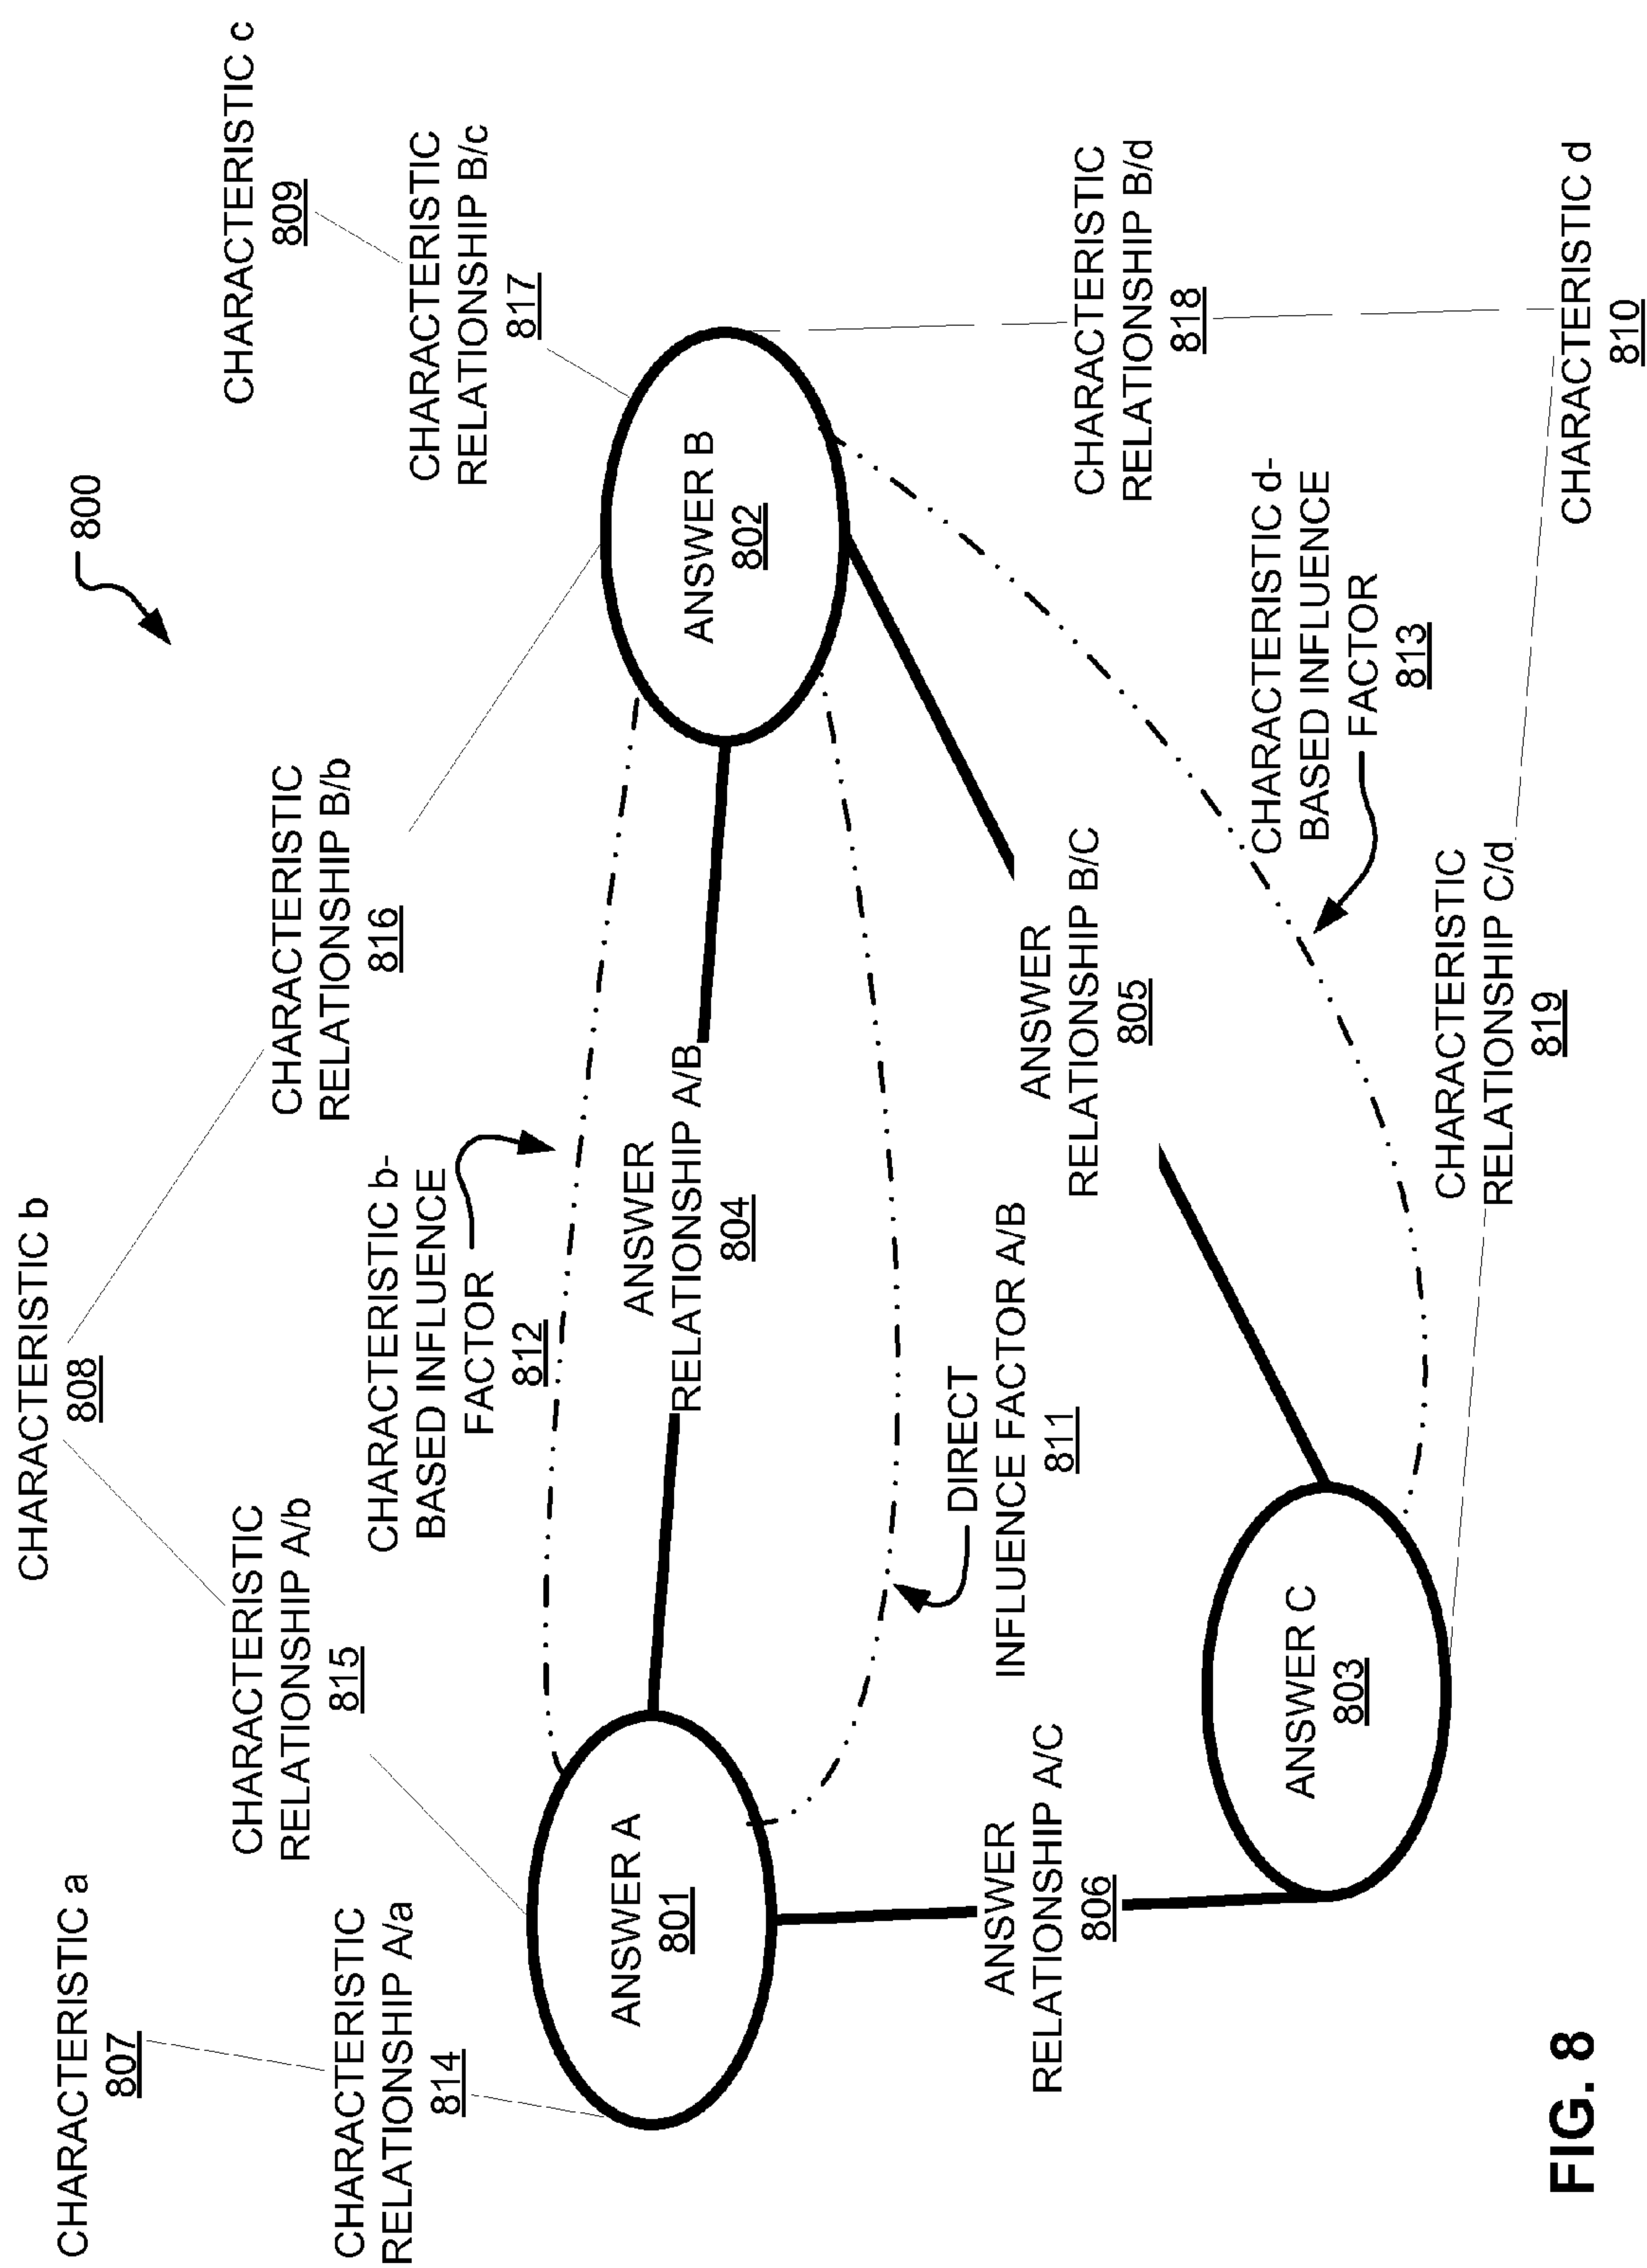 800
CHARACTERISTIC a
807
CHARACTERISTIC b
808
CHARACTERISTIC c
809
CHARACTERISTIC
RELATIONSHIP A/a
814
CHARACTERISTIC
RELATIONSHIP A/b
815
CHARACTERISTIC
RELATIONSHIP B/b
816
CHARACTERISTIC
RELATIONSHIP B/c
817
CHARACTERISTIC b-
BASED INFLUENCE
FACTOR
812
ANSWER A
801
ANSWER
RELATIONSHIP A/B
804
ANSWER B
802
DIRECT
INFLUENCE FACTOR A/B
811
ANSWER
RELATIONSHIP A/C
806
ANSWER
RELATIONSHIP B/C
805
CHARACTERISTIC
RELATIONSHIP B/d
818
ANSWER C
803
CHARACTERISTIC d-
BASED INFLUENCE
FACTOR
813
CHARACTERISTIC
RELATIONSHIP C/d
819
CHARACTERISTIC d
810
FIG. 8